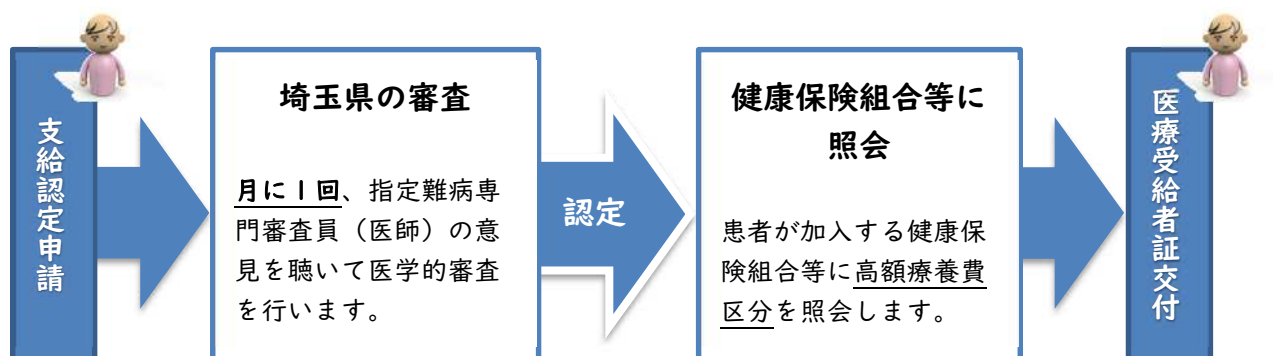 支給認定申請
埼玉県の審査
月に1回、指定難病専
門審査員（医師）の意
見を聴いて医学的審査
を行います。
認定
健康保険組合等に
照会
患者が加入する健康保
険組合等に高額療養費
区分を照会します。
医療受給者証交付